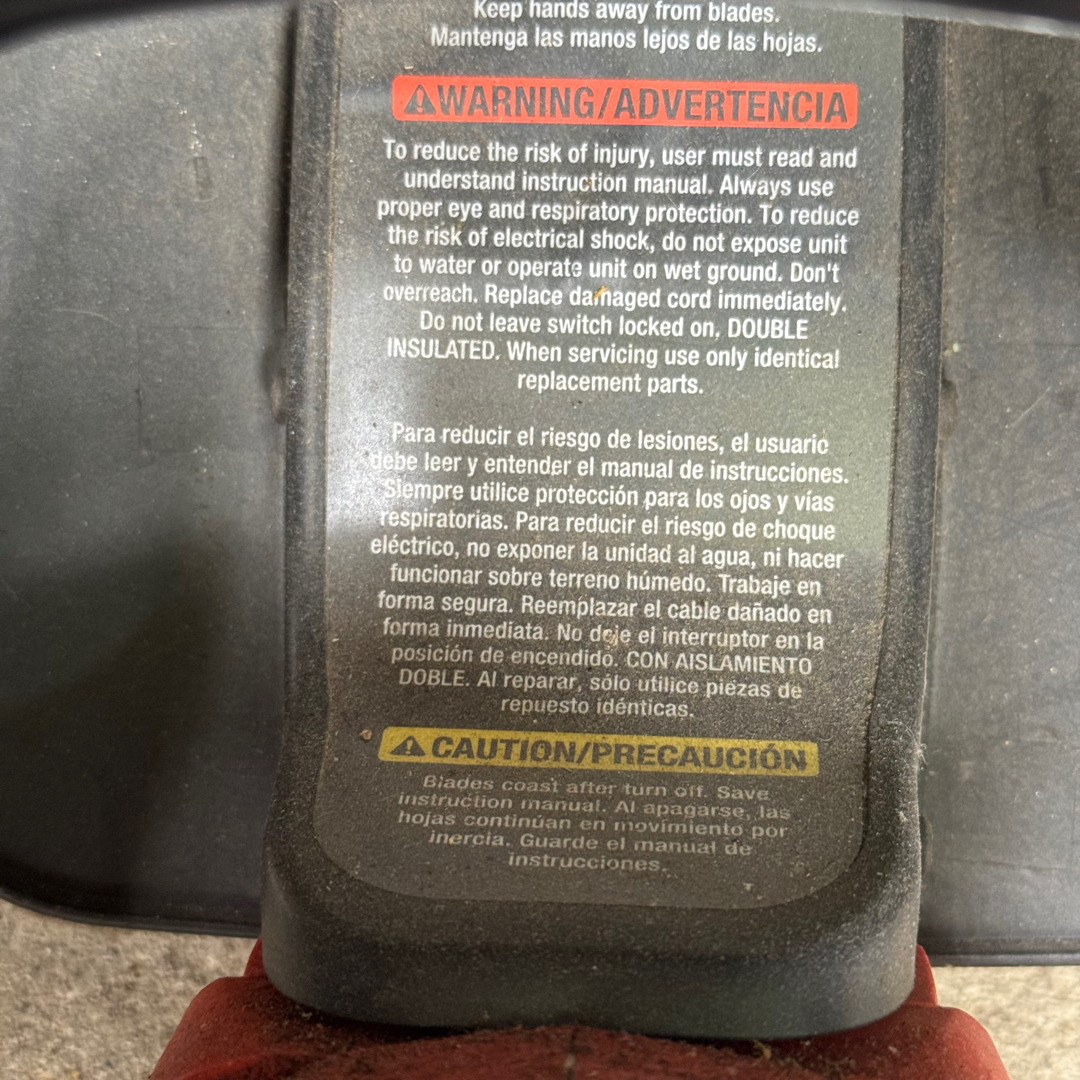 Keep hands away from blades.
Mantenga las manos lejos de las hojas.
WARNING/ADVERTENCIA
To reduce the risk of injury, user must read and
understand instruction manual. Always use
proper eye and respiratory protection. To reduce
the risk of electrical shock, do not expose unit
to water or operate unit on wet ground. Don't
overreach. Replace damaged cord immediately.
Do not leave switch locked on. DOUBLE
INSULATED. When servicing use only identical
replacement parts.
Para reducir el riesgo de lesiones, el usuario
debe leer y entender el manual de instrucciones.
Siempre utilice protección para los ojos y vías
respiratorias. Para reducir el riesgo de choque
eléctrico, no exponer la unidad al agua, ni hacer
funcionar sobre terreno húmedo. Trabaje en
forma segura. Reemplazar el cable dañado en
forma inmediata. No deje el interruptor en la
posición de encendido. CON AISLAMIENTO
DOBLE. Al reparar, sólo utilice piezas de
repuesto idénticas.
CAUTION/PRECAUCIÓN
Blades coast after turn off. Save
instruction manual. Al apagarse, las
hojas continúan en movimiento por
inercia. Guarde el manual de
instrucciones.